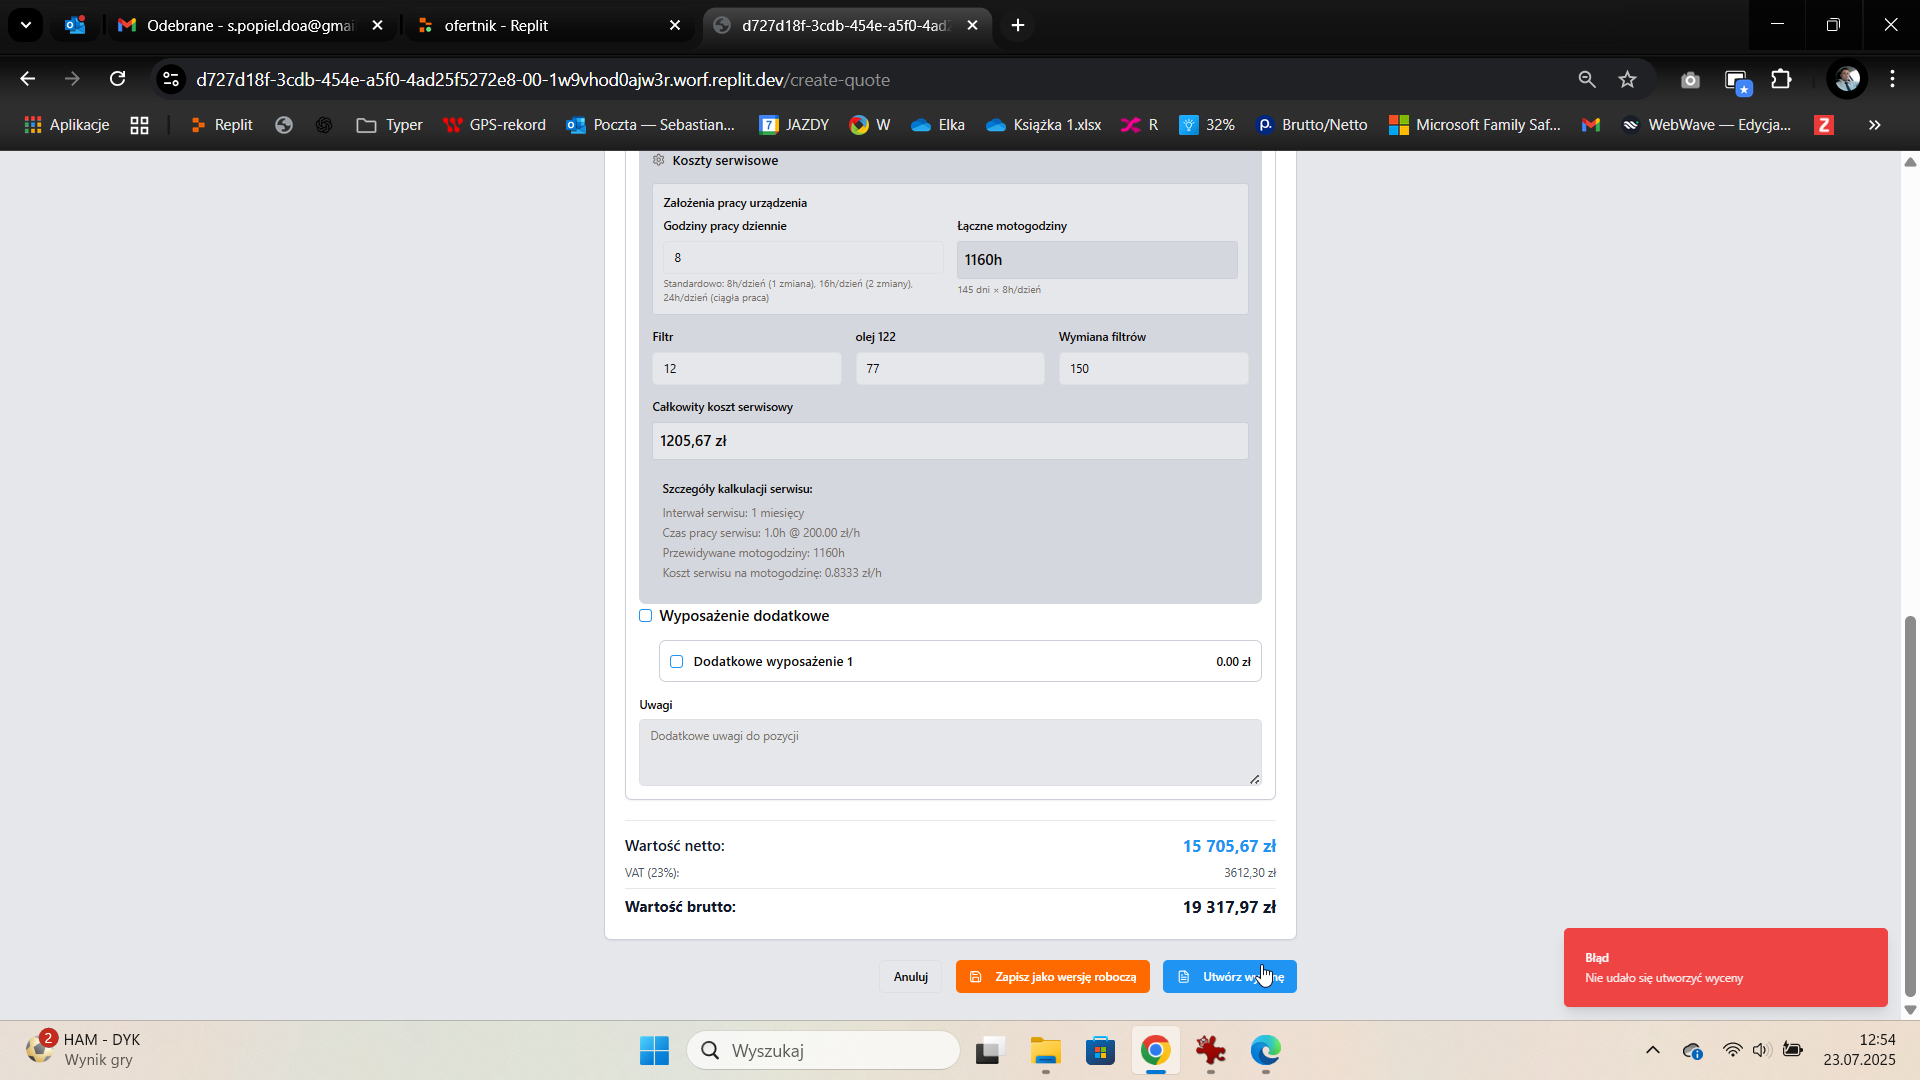 Odebrane - s.popiel.doa@gmai
ofertnik - Replit
d727d18f-3cdb-454e-a5f0-4ad2
d727d18f-3cdb-454e-a5f0-4ad25f5272e8-00-1w9vhod0ajw3r.worf.replit.dev/create-quote
Aplikacje
Replit
Typer
GPS-rekord
Poczta — Sebastian...
7 JAZDY
W
Elka
Książka 1.xlsx
R
32%
Brutto/Netto
Microsoft Family Saf...
WebWave — Edycja...
Z
»
Koszty serwisowe
Założenia pracy urządzenia
Godziny pracy dziennie
Łączne motogodziny
8
1160h
Standardowo: 8h/dzień (1 zmiana), 16h/dzień (2 zmiany),
24h/dzień (ciągła praca)
145 dni × 8h/dzień
Filtr
olej 122
Wymiana filtrów
12
77
150
Całkowity koszt serwisowy
1205,67 zł
Szczegóły kalkulacji serwisu:
Interwał serwisu: 1 miesięcy
Czas pracy serwisu: 1.0h @ 200.00 zł/h
Przewidywane motogodziny: 1160h
Koszt serwisu na motogodzinę: 0.8333 zł/h
Wyposażenie dodatkowe
Dodatkowe wyposażenie 1
0.00 zł
Uwagi
Dodatkowe uwagi do pozycji
Wartość netto:
15 705,67 zł
VAT (23%):
3612,30 zł
Wartość brutto:
19 317,97 zł
Anuluj
Zapisz jako wersję roboczą
Utwórz
Błąd
Nie udało się utworzyć wyceny
2
HAM - DYK
Wynik gry
Wyszukaj
12:54
23.07.2025